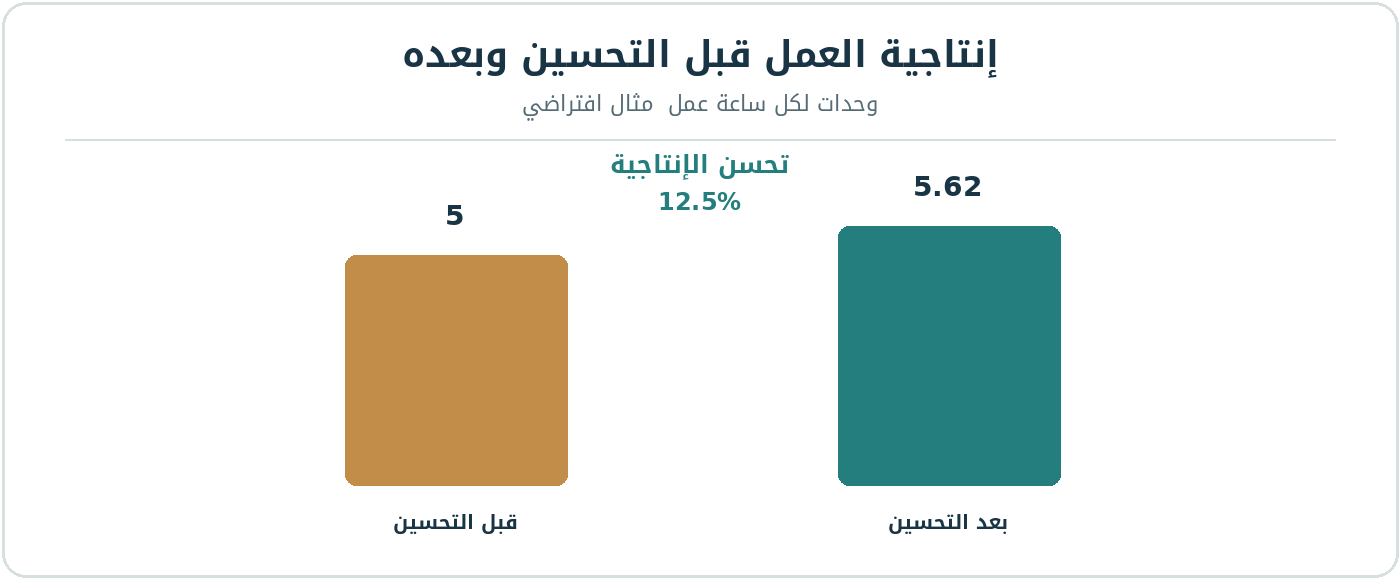 إنتاجية العمل قبل التحسين وبعده
وحدات لكل ساعة عمل  مثال افتراضي
تحسن الإنتاجية
12.5%
5.62
5
بعد التحسين
قبل التحسين